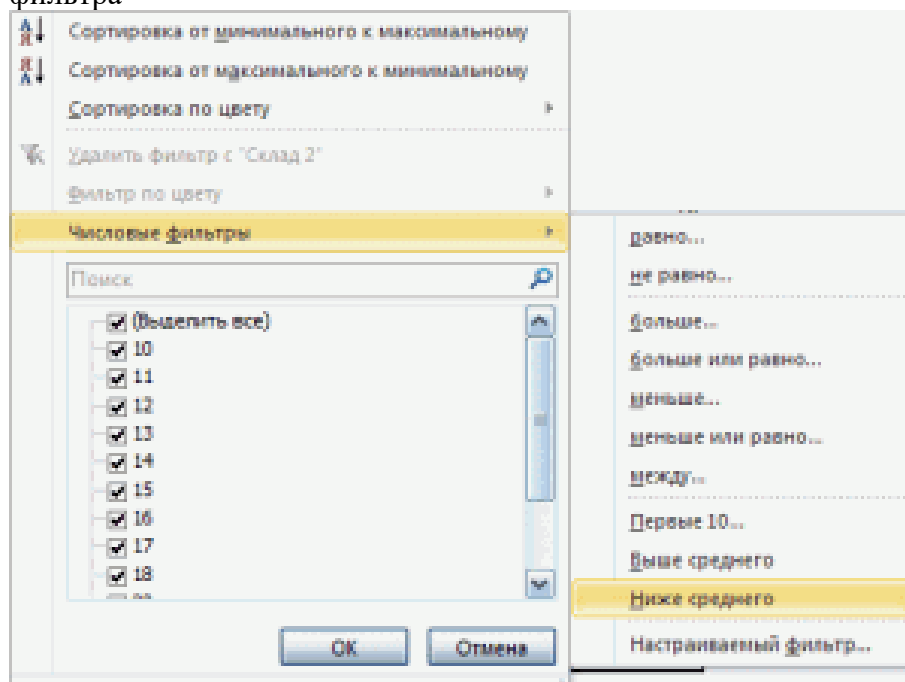 фильтра
Сортировка от минимального к максимальному
Сортировка от максимального к минимальному
Сортировка по цвету
Удалить фильтр с "Склад 2"
Фильтр по цвету
Числовые фильтры
Поиск
(Выделить все)
10
11
12
13
14
15
16
17
18
ОК
Отмена
равно...
не равно...
больше...
больше или равно...
меньше...
меньше или равно...
между...
Первые 10...
Выше среднего
Ниже среднего
Настраиваемый фильтр...